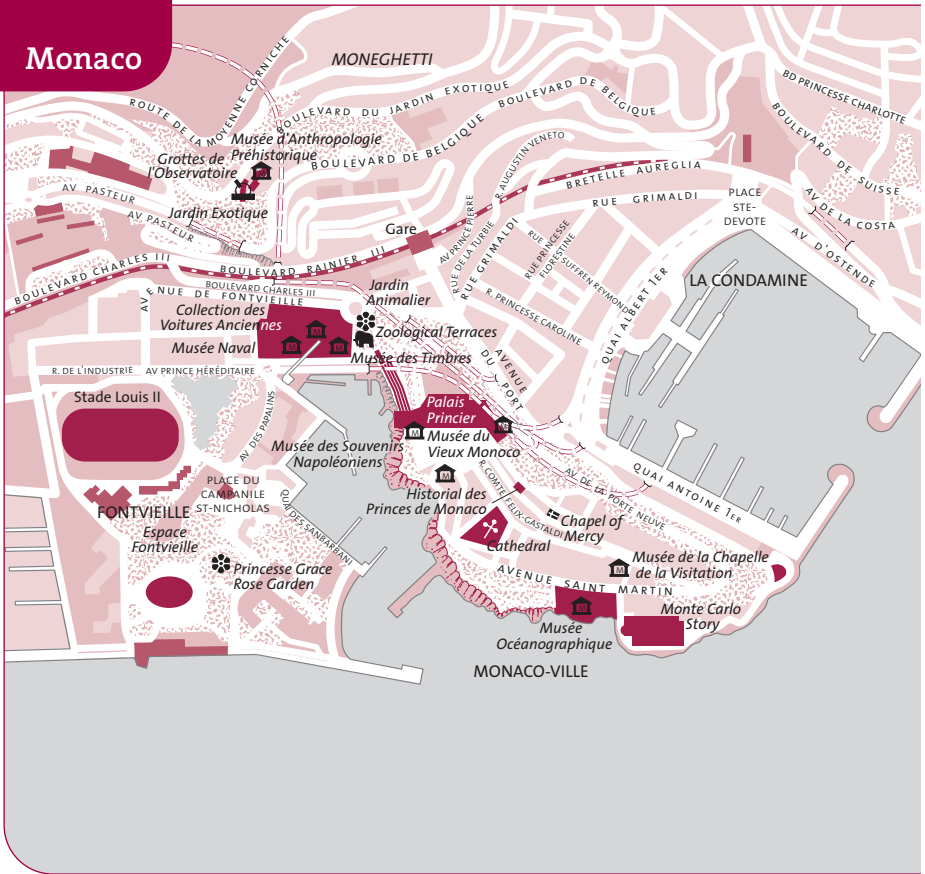 Monaco
MONEGHETTI
ROUTE DE LA MOYENNE CORNICHE
BOULEVARD DU JARDIN EXOTIQUE
BOULEVARD DE BELGIQUE
BOULEVARD DE BELGIQUE
BD PRINCESSE CHARLOTTE
BOULEVARD DE SUISSE
Musée d'Anthropologie
Préhistorique
Grottes de
l'Observatoire
Jardin Exotique
AV PASTEUR
AV PASTEUR
R. AUGUSTIN VENETO
BRETELLE AUREGLIA
RUE GRIMALDI
PLACE
STE-
DEVOTE
AV DE LA COSTA
AV D'OSTENDE
Gare
AV PRINCE PIERRE
RUE DE LA TURBIE
RUE GRIMALDI
RUE PRINCESSE
FLORESTINE
RUE SUFFREN REYMOND
R. PRINCESSE CAROLINE
QUAI ALBERT 1ER
LA CONDAMINE
BOULEVARD CHARLES III
BOULEVARD RAINIER III
BOULEVARD CHARLES III
AVENUE DE FONTVIEILLE
Jardin
Animalier
Collection des
Voitures Anciennes
M
M
M
Zoological Terraces
Musée Naval
Musée des Timbres
AVENUE
DU PORT
R. DE L'INDUSTRIE
AV PRINCE HÉRÉDITAIRE
Stade Louis II
AV DES PAPALINS
Palais
Princier
M
Musée du
Vieux Monoco
Musée des Souvenirs
Napoléoniens
M
Historial des
Princes de Monaco
R. COMTE FÉLIX-GASTALDI
AV DE LA PORTE NEUVE
QUAI ANTOINE 1ER
PLACE DU
CAMPANILE
ST-NICHOLAS
QUAI DES SANBARBANI
FONTVIEILLE
Espace
Fontvieille
Princesse Grace
Rose Garden
Chapel of
Mercy
Cathedral
M
Musée de la Chapelle
de la Visitation
AVENUE SAINT MARTIN
M
Musée
Océanographique
Monte Carlo
Story
MONACO-VILLE